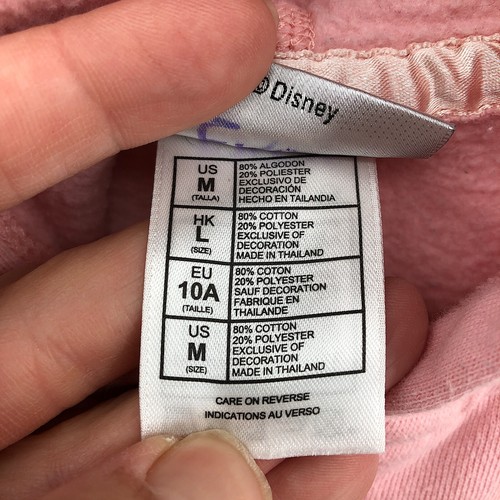 ©Disney
US
M
(TALLA)
80% ALGODON
20% POLIESTER
EXCLUSIVO DE
DECORACIÓN
HECHO EN TAILANDIA
HK
L
(SIZE)
80% COTTON
20% POLYESTER
EXCLUSIVE OF
DECORATION
MADE IN THAILAND
EU
10A
(TAILLE)
80% COTON
20% POLYESTER
SAUF DECORATION
FABRIQUE EN
THAILANDE
US
M
(SIZE)
80% COTTON
20% POLYESTER
EXCLUSIVE OF
DECORATION
MADE IN THAILAND
CARE ON REVERSE
INDICATIONS AU VERSO